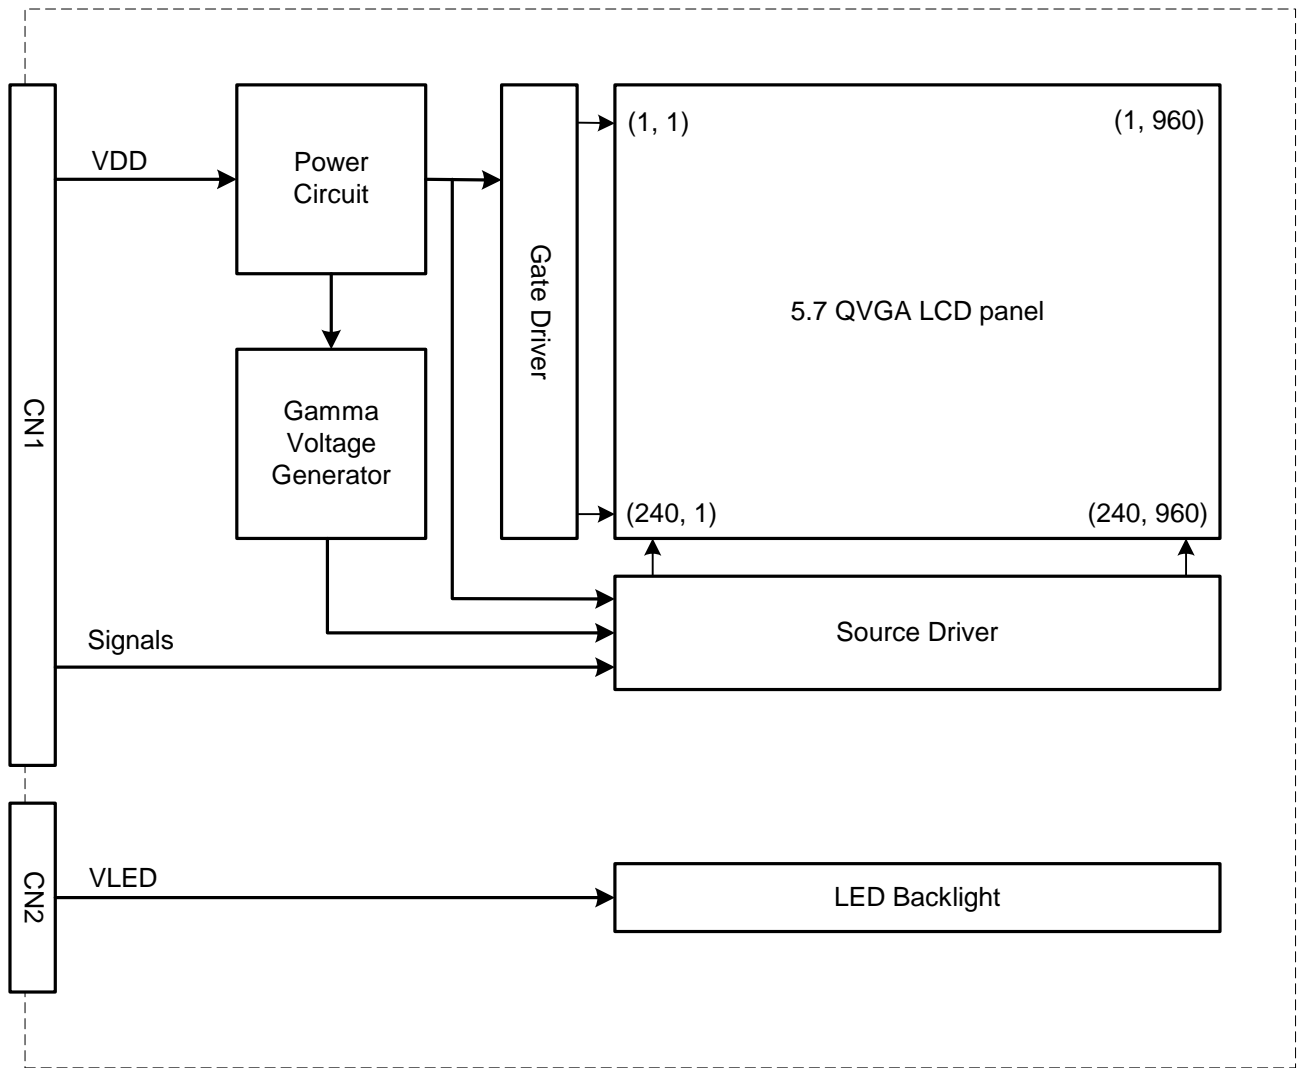 (1, 1)
(1, 960)
VDD
Power
Circuit
Gate Driver
5.7 QVGA LCD panel
CN1
Gamma
Voltage
Generator
(240, 1)
(240, 960)
Signals
Source Driver
CN2
VLED
LED Backlight